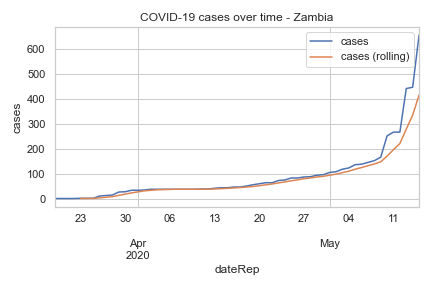 COVID-19 cases over time - Zambia
cases
cases (rolling)
600
500
400
300
200
100
0
cases
23 30 06 13 20 27 04 11
Apr May
2020
dateRep